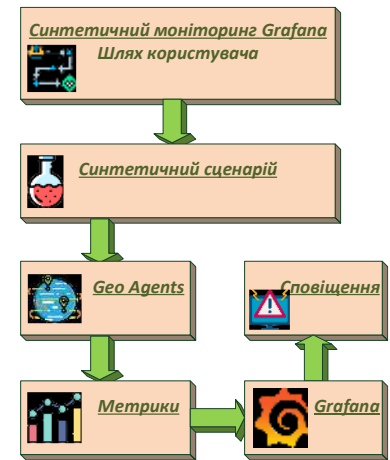 Синтетичний моніторинг Grafana
Шлях користувача
Синтетичний сценарій
Geo Agents
Сповіщення
Метрики
Grafana